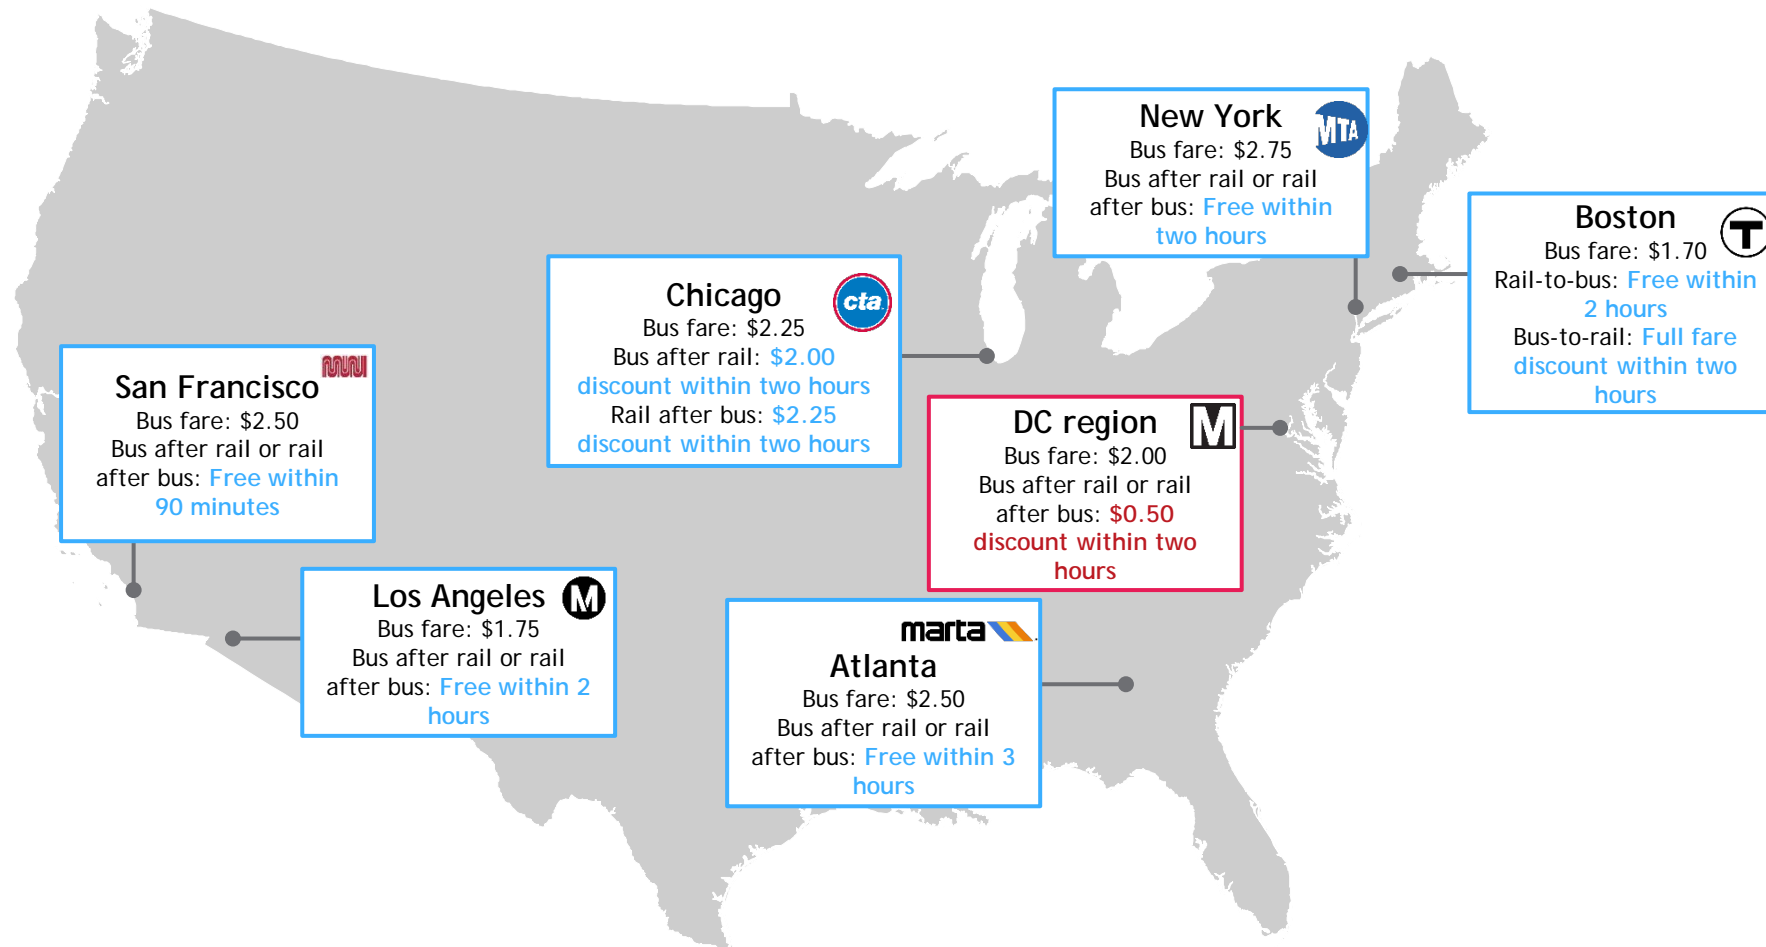 New York
MTA
Bus fare: $2.75
Bus after rail or rail
after bus: Free within
two hours
Boston
T
Bus fare: $1.70
Rail-to-bus: Free within
2 hours
Bus-to-rail: Full fare
discount within two
hours
Chicago
cta
Bus fare: $2.25
Bus after rail: $2.00
discount within two hours
Rail after bus: $2.25
discount within two hours
San Francisco
muni
Bus fare: $2.50
Bus after rail or rail
after bus: Free within
90 minutes
DC region
M
Bus fare: $2.00
Bus after rail or rail
after bus: $0.50
discount within two
hours
Los Angeles
M
Bus fare: $1.75
Bus after rail or rail
after bus: Free within 2
hours
marta
Atlanta
Bus fare: $2.50
Bus after rail or rail
after bus: Free within 3
hours